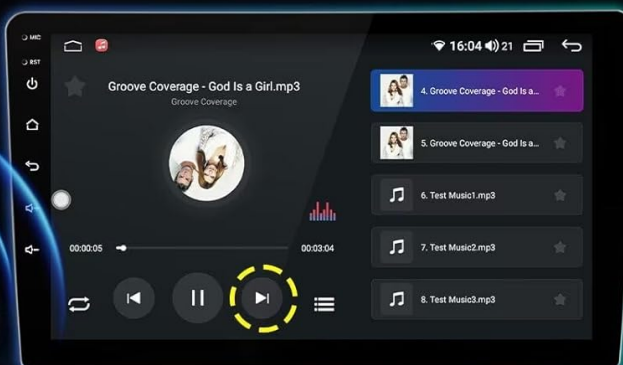 MIC
RST
16:04 21
Groove Coverage - God Is a Girl.mp3
Groove Coverage
00:00:05
00:03:04
4. Groove Coverage - God Is a...
5. Groove Coverage - God Is a...
6. Test Music1.mp3
7. Test Music2.mp3
8. Test Music3.mp3